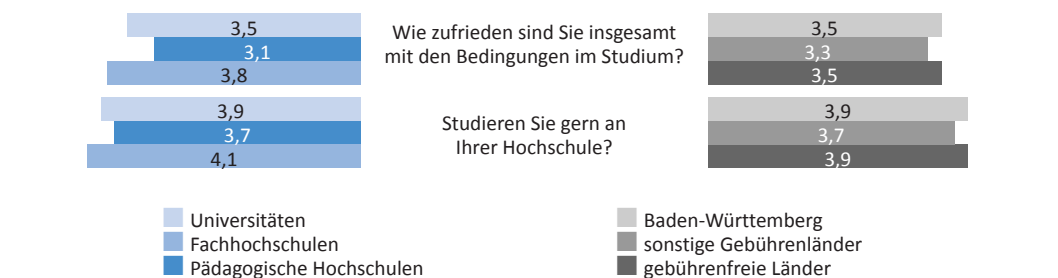 3,5
3,1
3,8
Wie zufrieden sind Sie insgesamt
mit den Bedingungen im Studium?
3,5
3,3
3,5
3,9
3,7
4,1
Studieren Sie gern an
Ihrer Hochschule?
3,9
3,7
3,9
Universitäten
Fachhochschulen
Pädagogische Hochschulen
Baden-Württemberg
sonstige Gebührenländer
gebührenfreie Länder